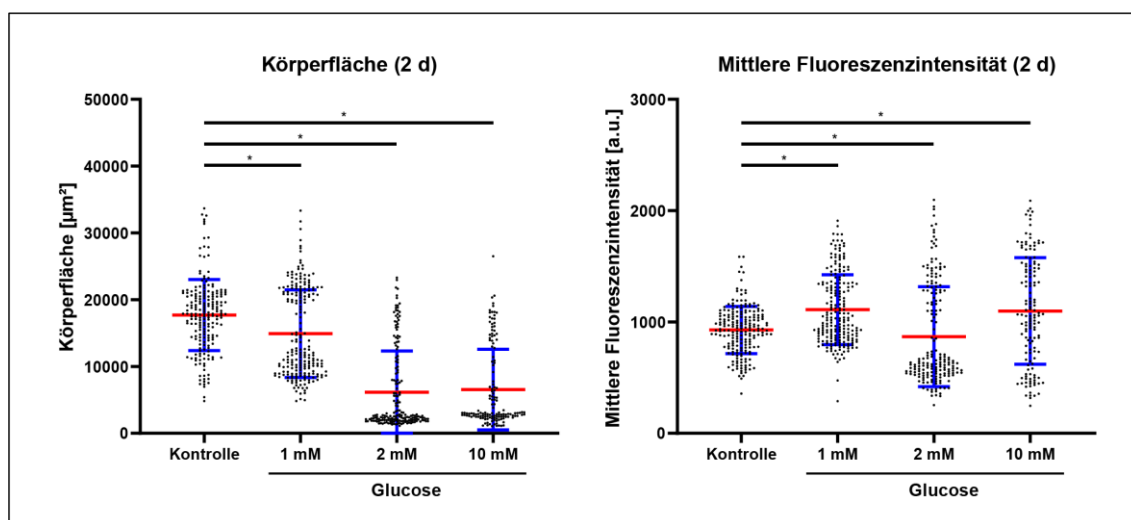 Körperfläche (2 d)
50000
40000
30000
20000
10000
0
Körperfläche [µm²]
*
*
*
Kontrolle
1 mM
2 mM
10 mM
Glucose
Mittlere Fluoreszenzintensität (2 d)
3000
2000
1000
0
Mittlere Fluoreszenzintensität [a.u.]
*
*
*
Kontrolle
1 mM
2 mM
10 mM
Glucose